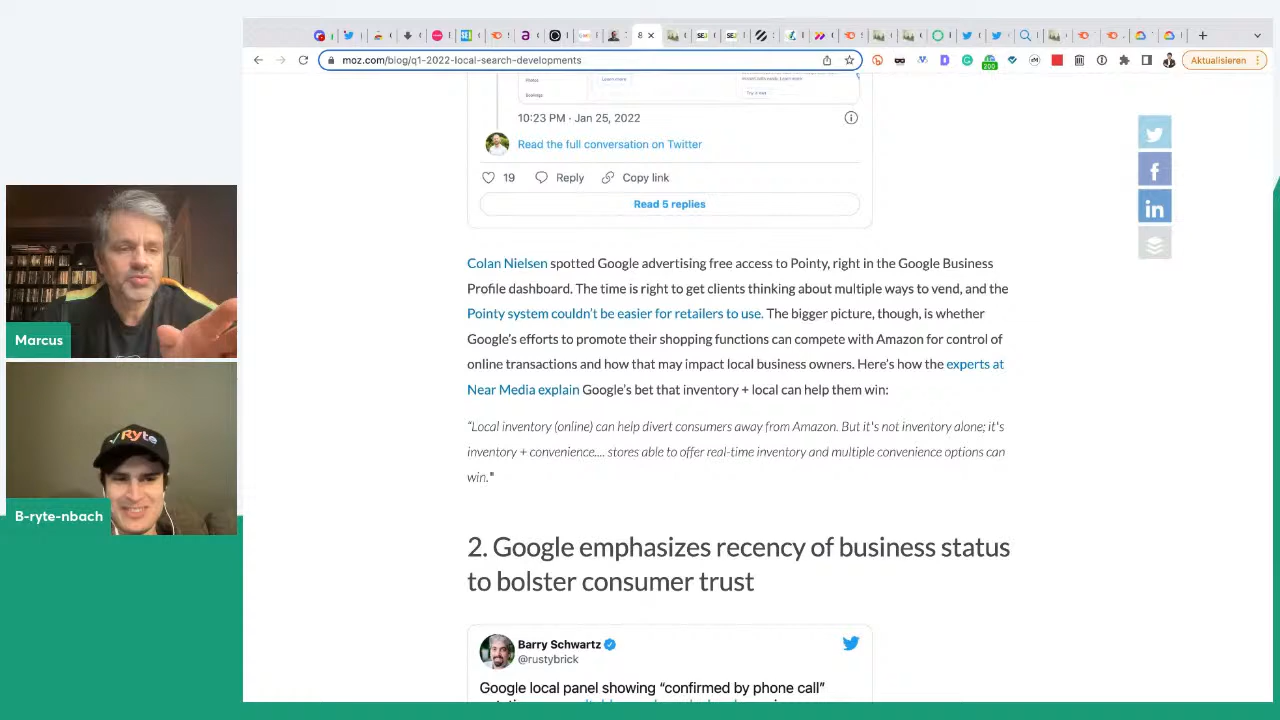 moz.com/blog/q1-2022-local-search-developments
Aktualisieren
200
Photos
Learn more
Bookings
Try it now
10:23 PM · Jan 25, 2022
Read the full conversation on Twitter
19 Reply Copy link
Read 5 replies
Colan Nielsen spotted Google advertising free access to Pointy, right in the Google Business
Profile dashboard. The time is right to get clients thinking about multiple ways to vend, and the
Pointy system couldn’t be easier for retailers to use. The bigger picture, though, is whether
Google’s efforts to promote their shopping functions can compete with Amazon for control of
online transactions and how that may impact local business owners. Here’s how the experts at
Near Media explain Google’s bet that inventory + local can help them win:
“Local inventory (online) can help divert consumers away from Amazon. But it's not inventory alone; it's
inventory + convenience.... stores able to offer real-time inventory and multiple convenience options can
win."
2. Google emphasizes recency of business status
to bolster consumer trust
Barry Schwartz
@rustybrick
Google local panel showing “confirmed by phone call”
Marcus
Ryte
B-ryte-nbach